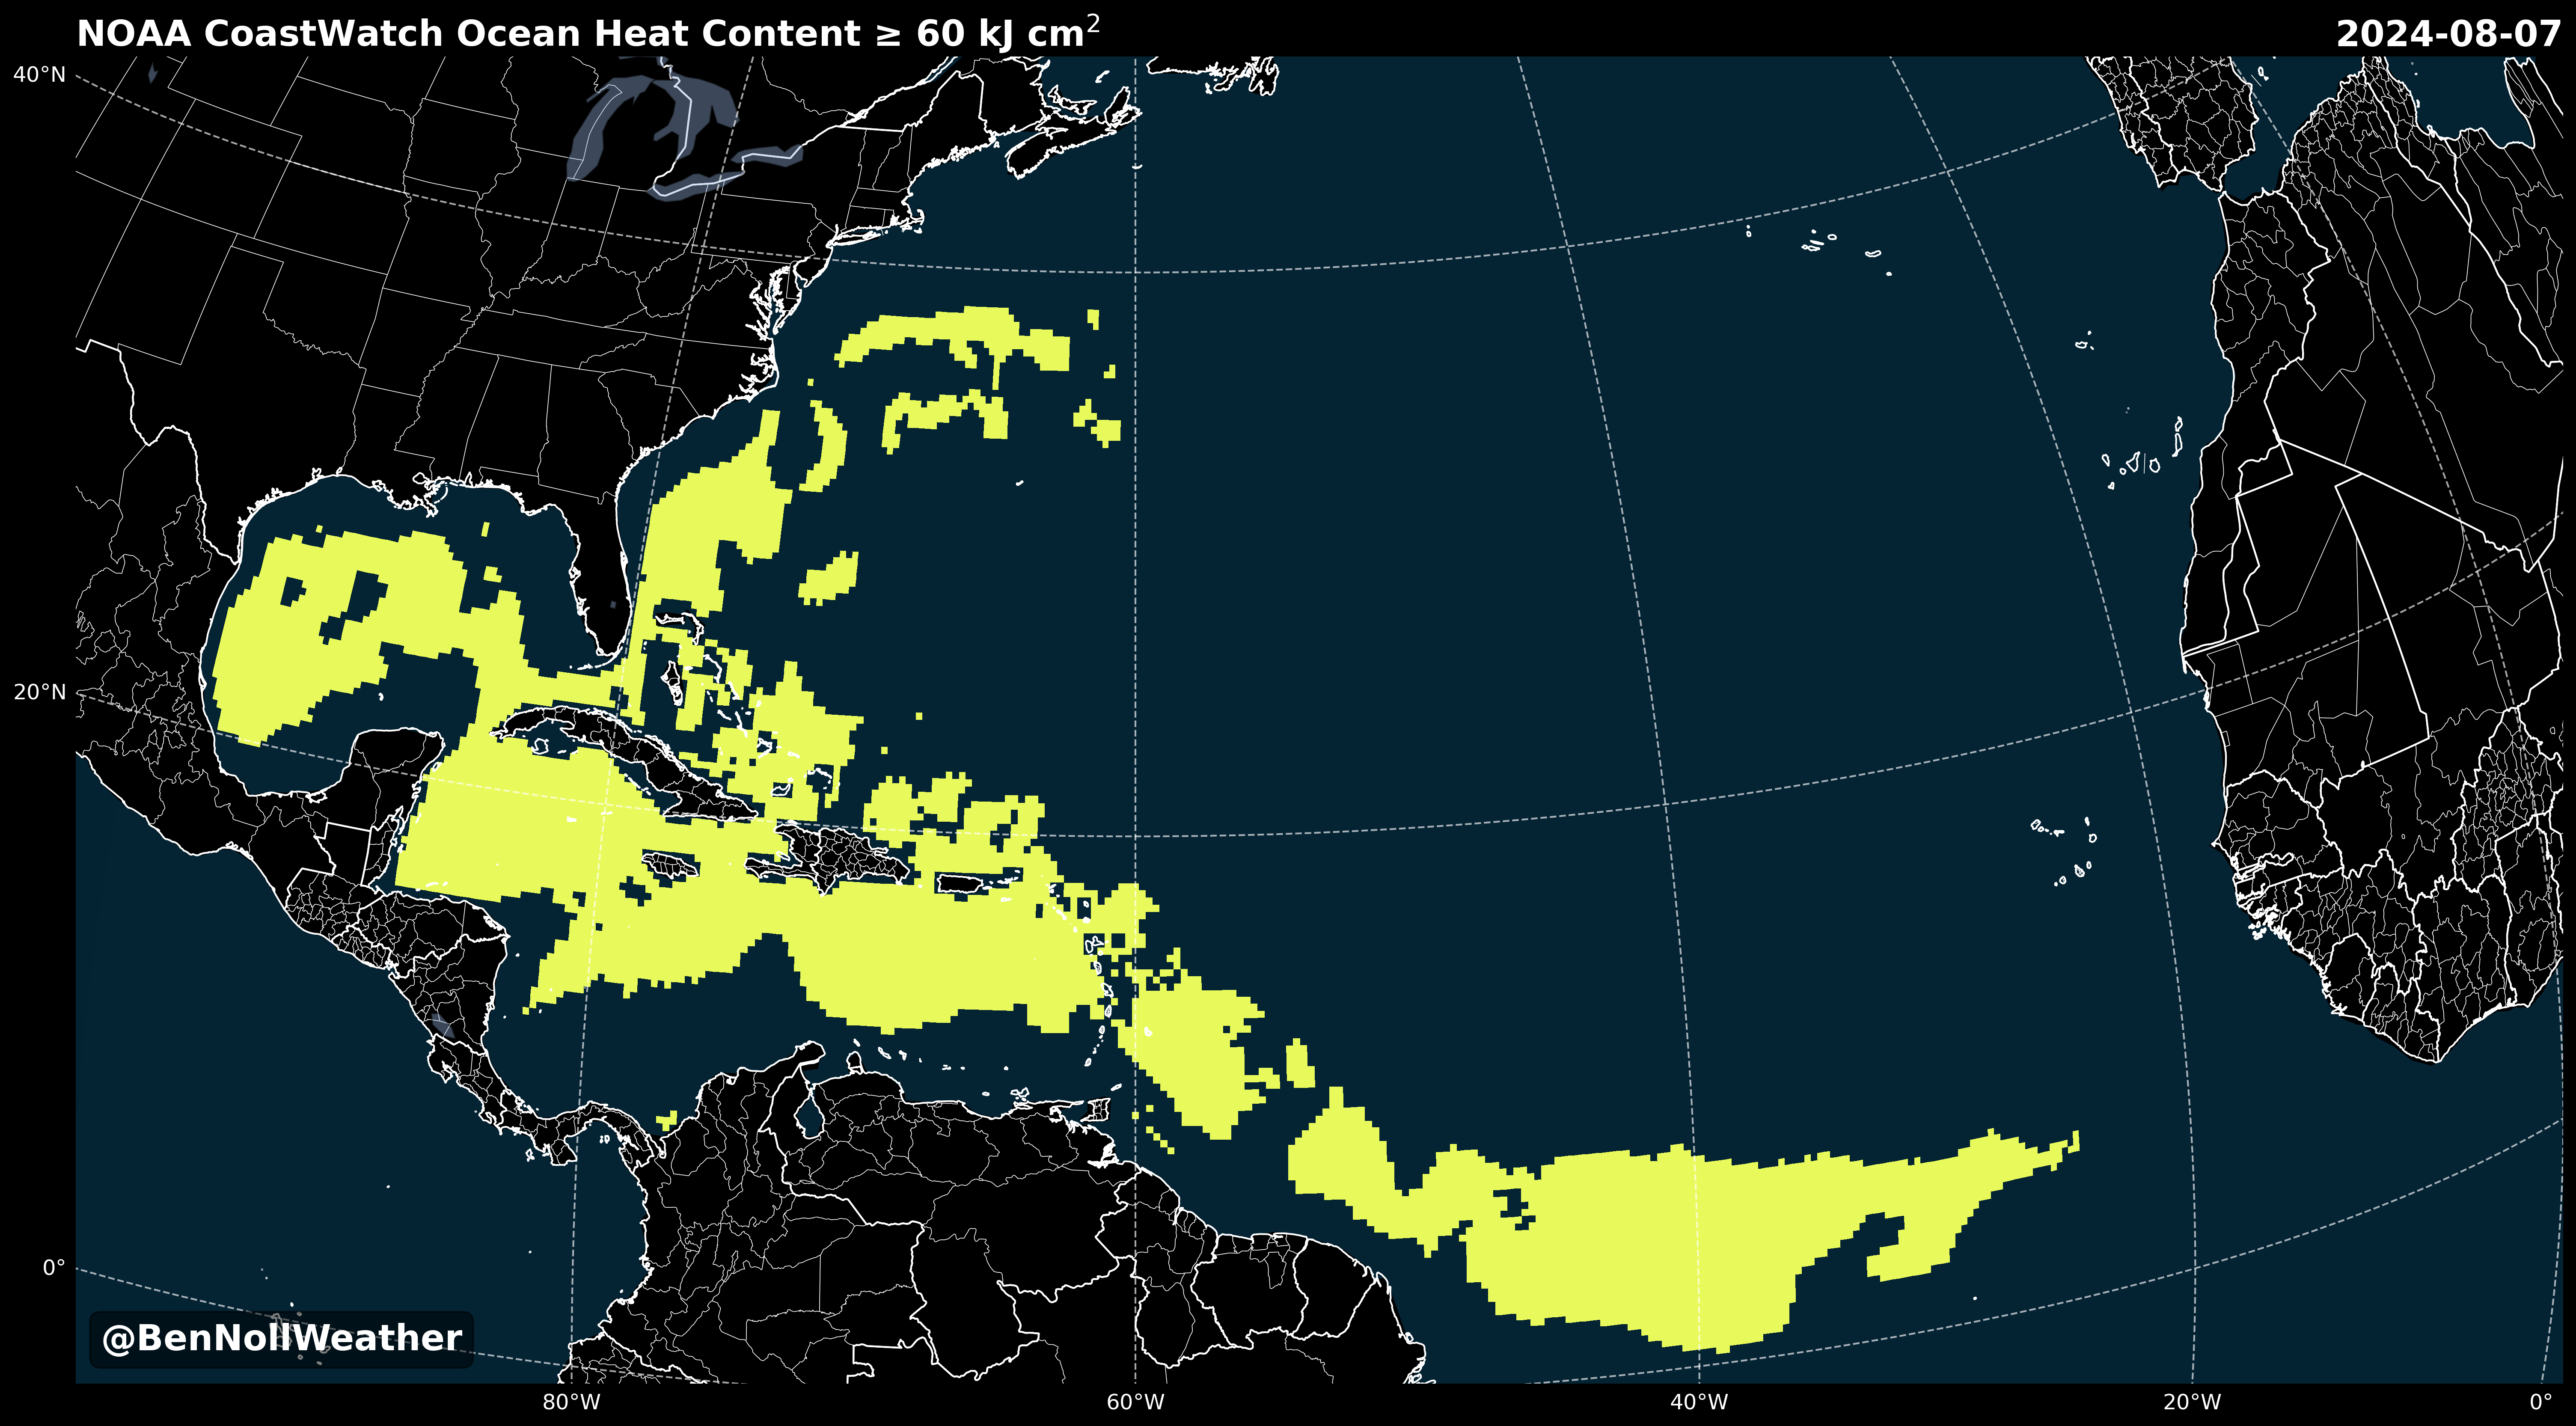 NOAA CoastWatch Ocean Heat Content ≥ 60 kJ cm²
2024-08-07
40°N
20°N
0°
@BenNollWeather
80°W
60°W
40°W
20°W
0°